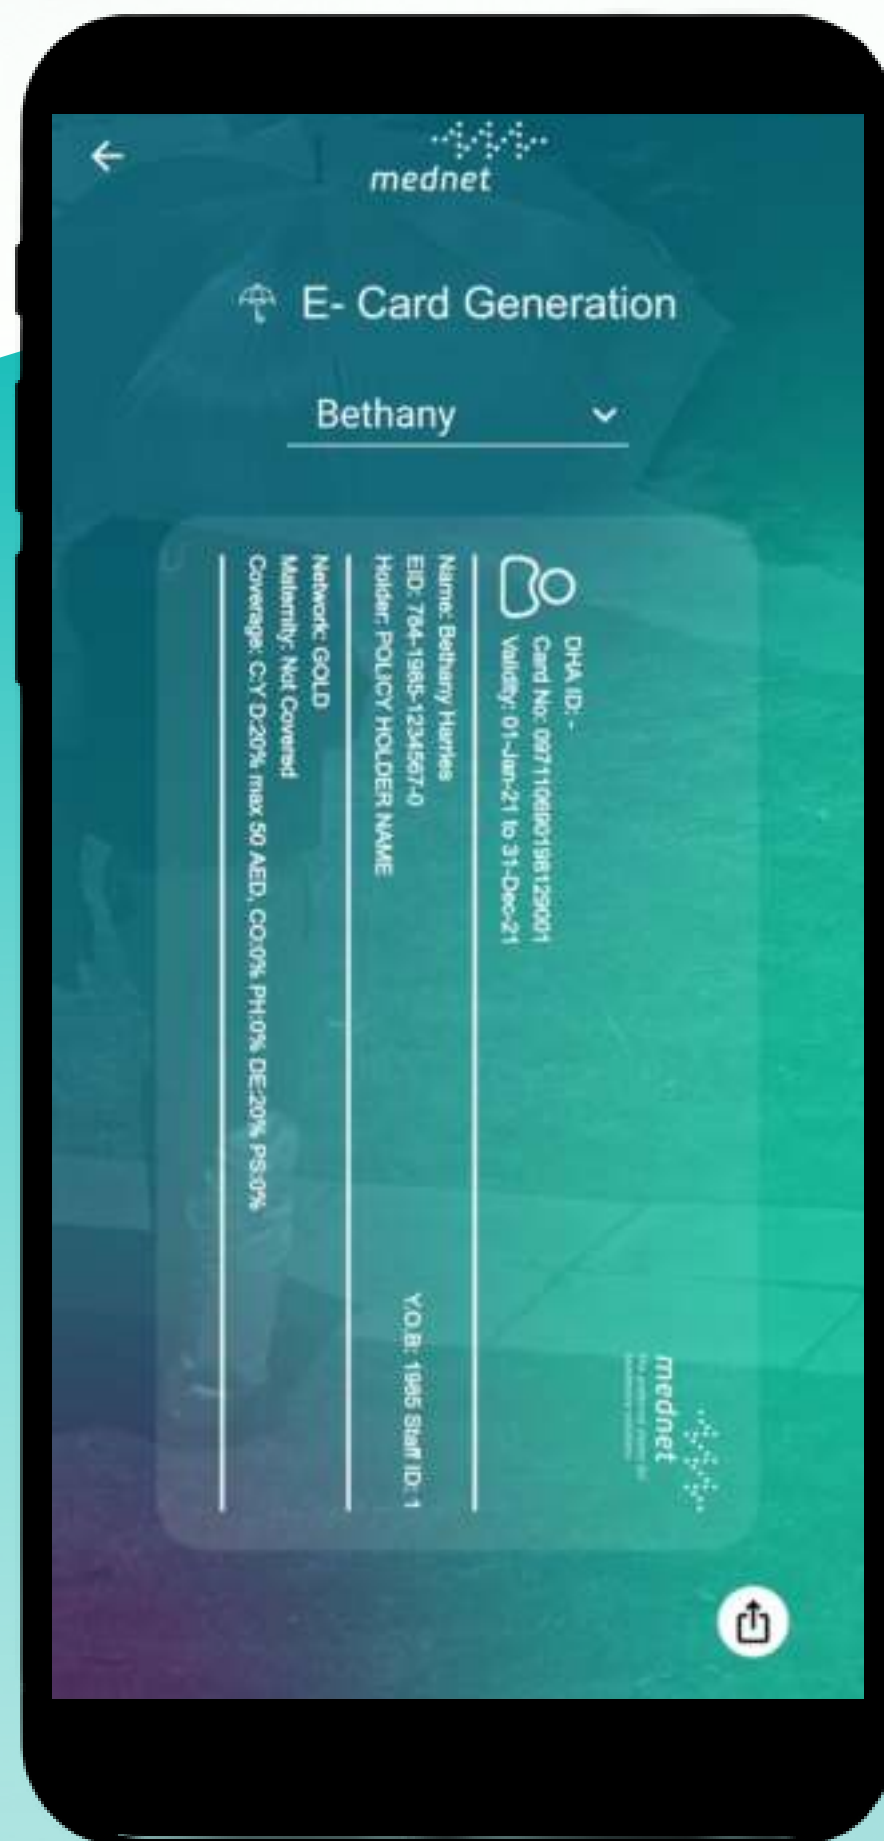 mednet
E- Card Generation
Bethany
mednet
DHA ID: -
Card No: 097110690198129001
Validity: 01-Jan-21 to 31-Dec-21
Name: Bethany Harries
EID: 784-1985-1234567-0
Y.O.B: 1985 Staff ID: 1
Holder: POLICY HOLDER NAME
Network: GOLD
Maternity: Not Covered
Coverage: C:Y D:20% max 50 AED, CO:0% PH:0% DE:20% PS:0%